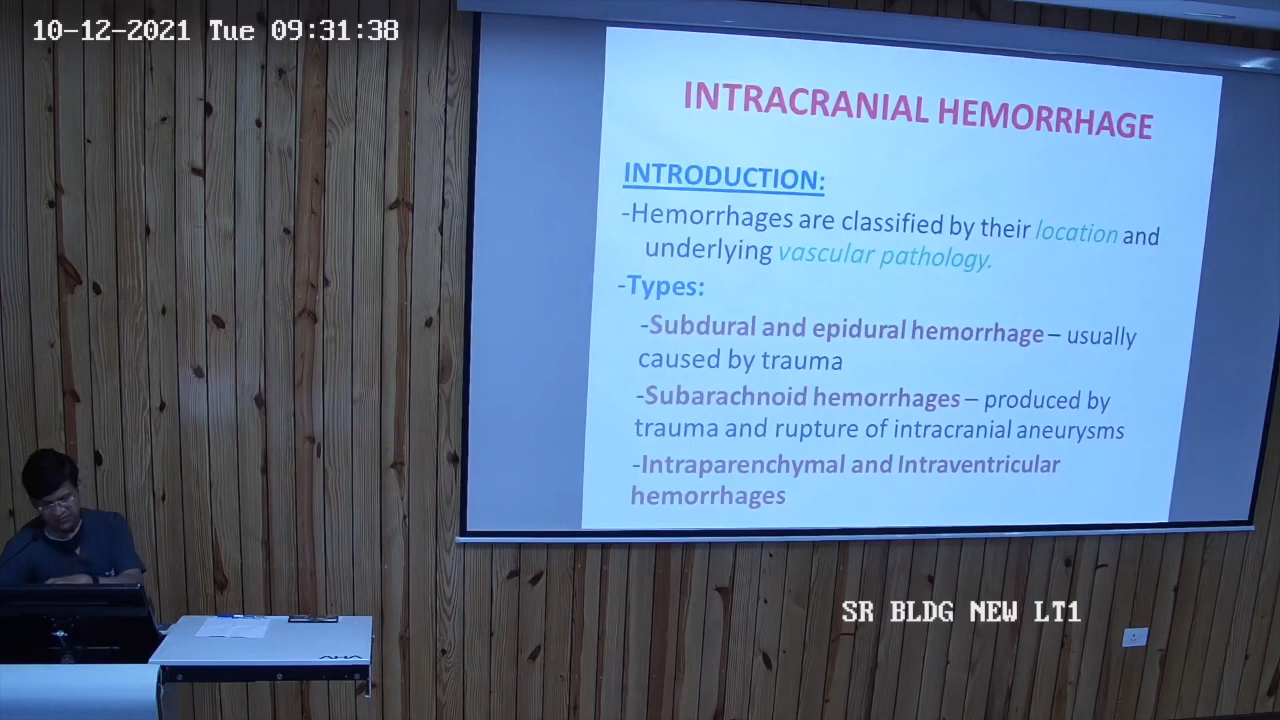 10-12-2021 Tue 09:31:38
INTRACRANIAL HEMORRHAGE
INTRODUCTION:
-Hemorrhages are classified by their location and
underlying vascular pathology.
-Types:
-Subdural and epidural hemorrhage – usually
caused by trauma
-Subarachnoid hemorrhages – produced by
trauma and rupture of intracranial aneurysms
-Intraparenchymal and Intraventricular
hemorrhages
SR BLDG NEW LT1
AHA